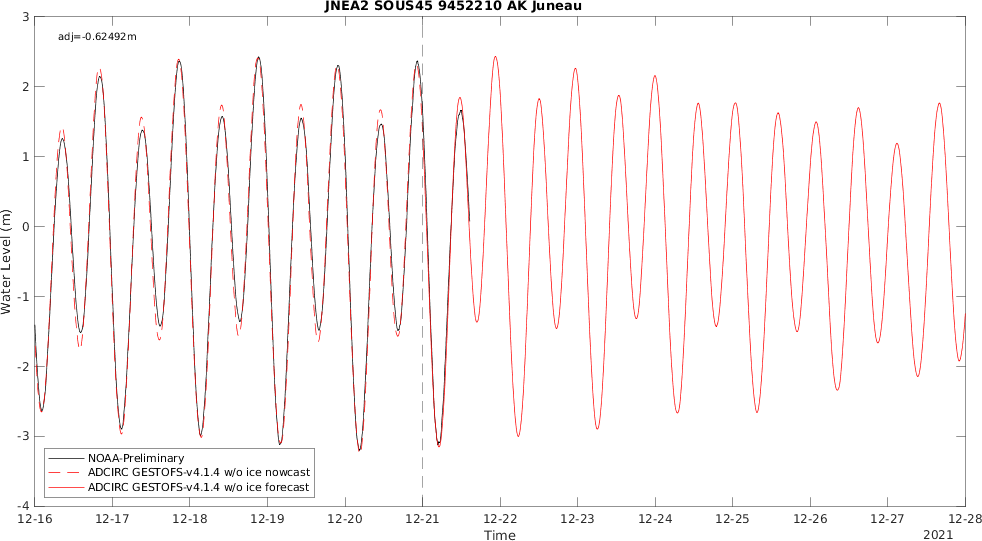 JNEA2 SOUS45 9452210 AK Juneau
adj=-0.62492m
3
2
1
0
-1
-2
-3
-4
Water Level (m)
NOAA-Preliminary
ADCIRC GESTOFS-v4.1.4 w/o ice nowcast
ADCIRC GESTOFS-v4.1.4 w/o ice forecast
12-16 12-17 12-18 12-19 12-20 12-21 12-22 12-23 12-24 12-25 12-26 12-27 12-28
Time
2021